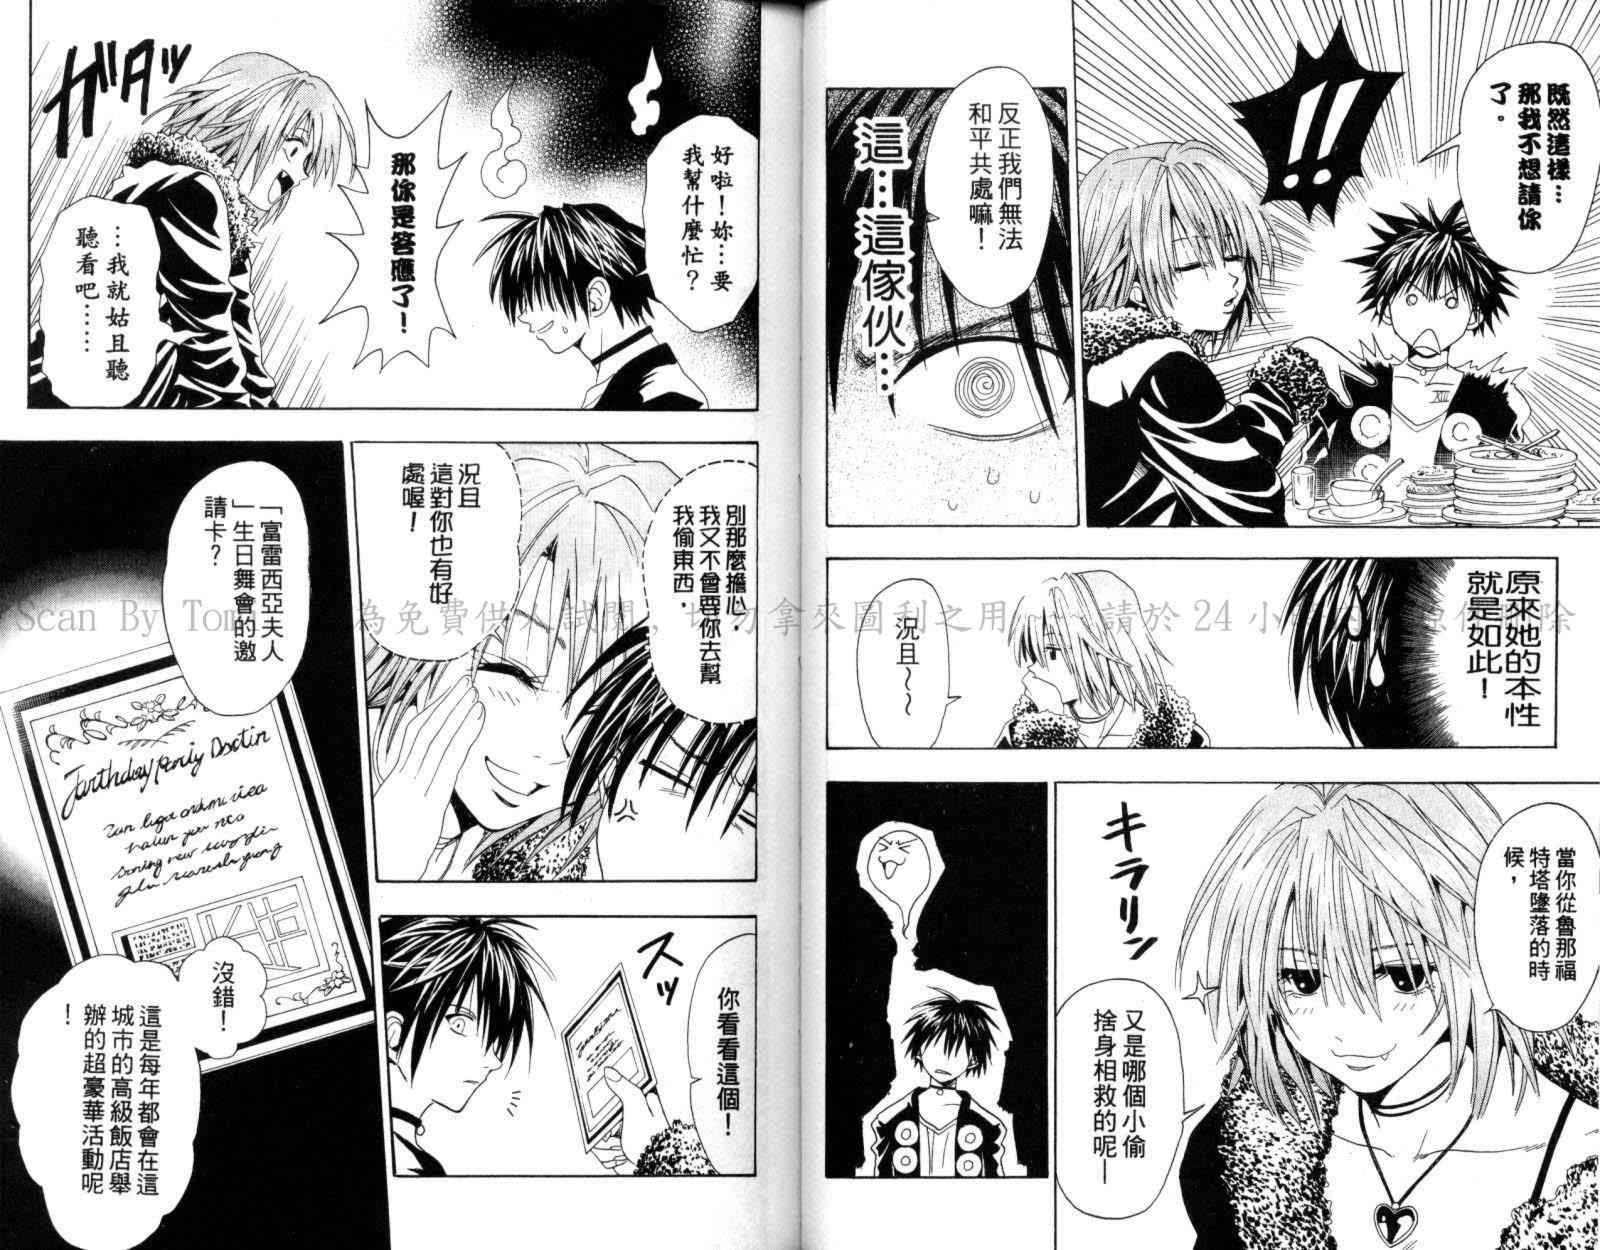 既然這樣…
那我不想請你
了。
!!
反正我們無法
和平共處嘛！
這…這傢伙…
原來她的本性
就是如此！
況且～～
當你從魯那福
特塔墜落的時
候，
キラリン
又是哪個小偷
捨身相救的呢—
好啦！妳…要
我幫什麼忙？
那你是答應了！
ガタッ
…我就姑且聽
聽看吧……
別那麼擔心．
我又不會要你去幫
我偷東西．
況且
這對你也有好
處喔！
你看看這個！
スッ
「富雷西亞夫人
」生日舞會的邀
請卡？
沒錯！
這是每年都會在這
城市的高級飯店舉
辦的超豪華活動呢
！
XIII
Scan By Tom 為免費供人試閱，切勿拿來圖利之用 請於 24 小